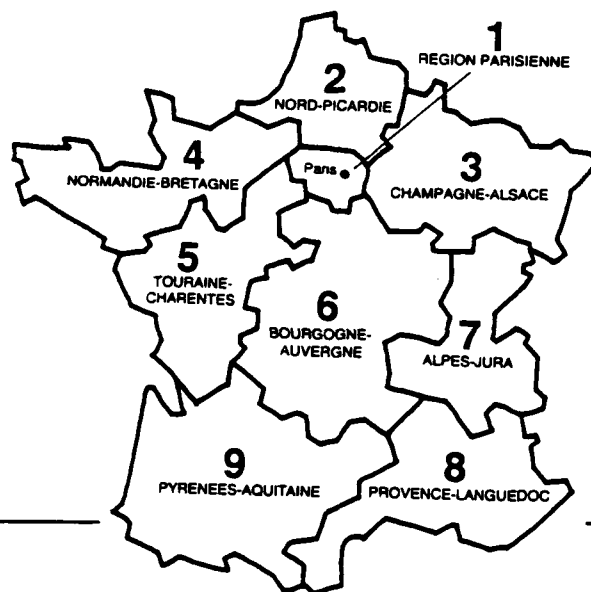 1
REGION PARISIENNE
2
NORD-PICARDIE
Paris
3
CHAMPAGNE-ALSACE
4
NORMANDIE-BRETAGNE
5
TOURAINE-
CHARENTES
6
BOURGOGNE-
AUVERGNE
7
ALPES-JURA
8
PROVENCE-LANGUEDOC
9
PYRENEES-AQUITAINE